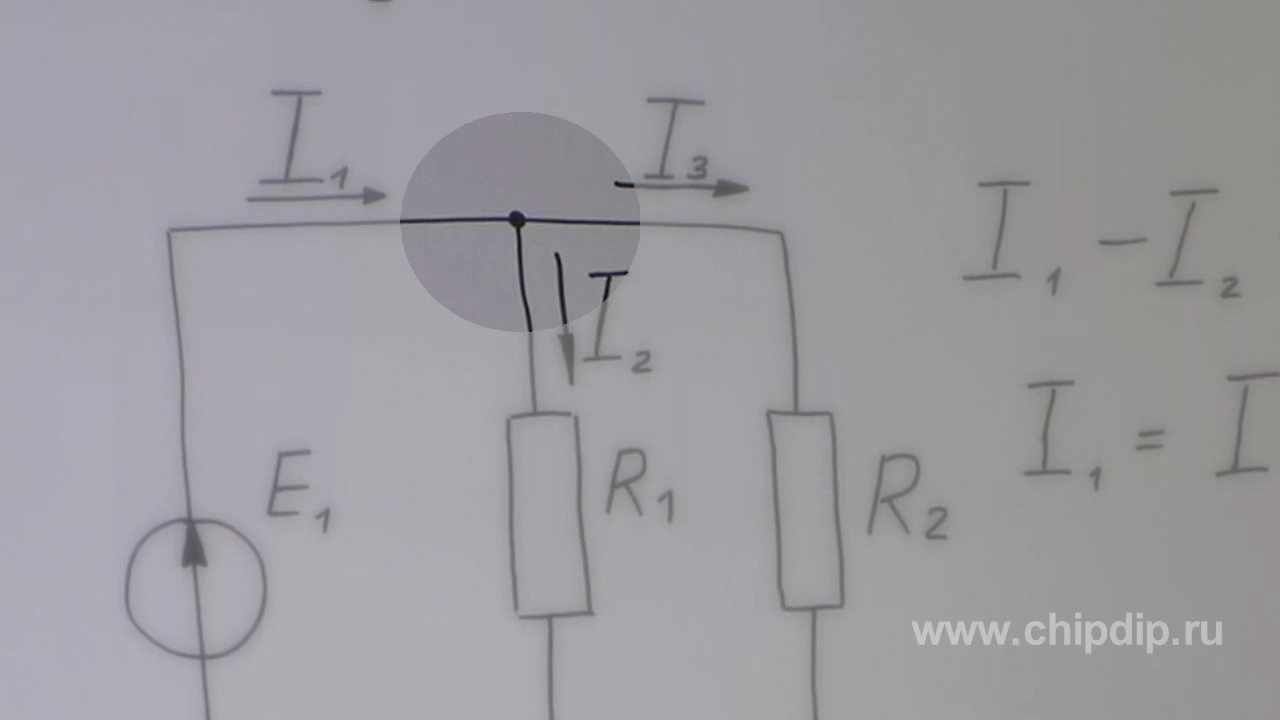 I₁
I₃
I₂
E₁
R₁
R₂
I₁ – I₂
I₁ = I
www.chipdip.ru